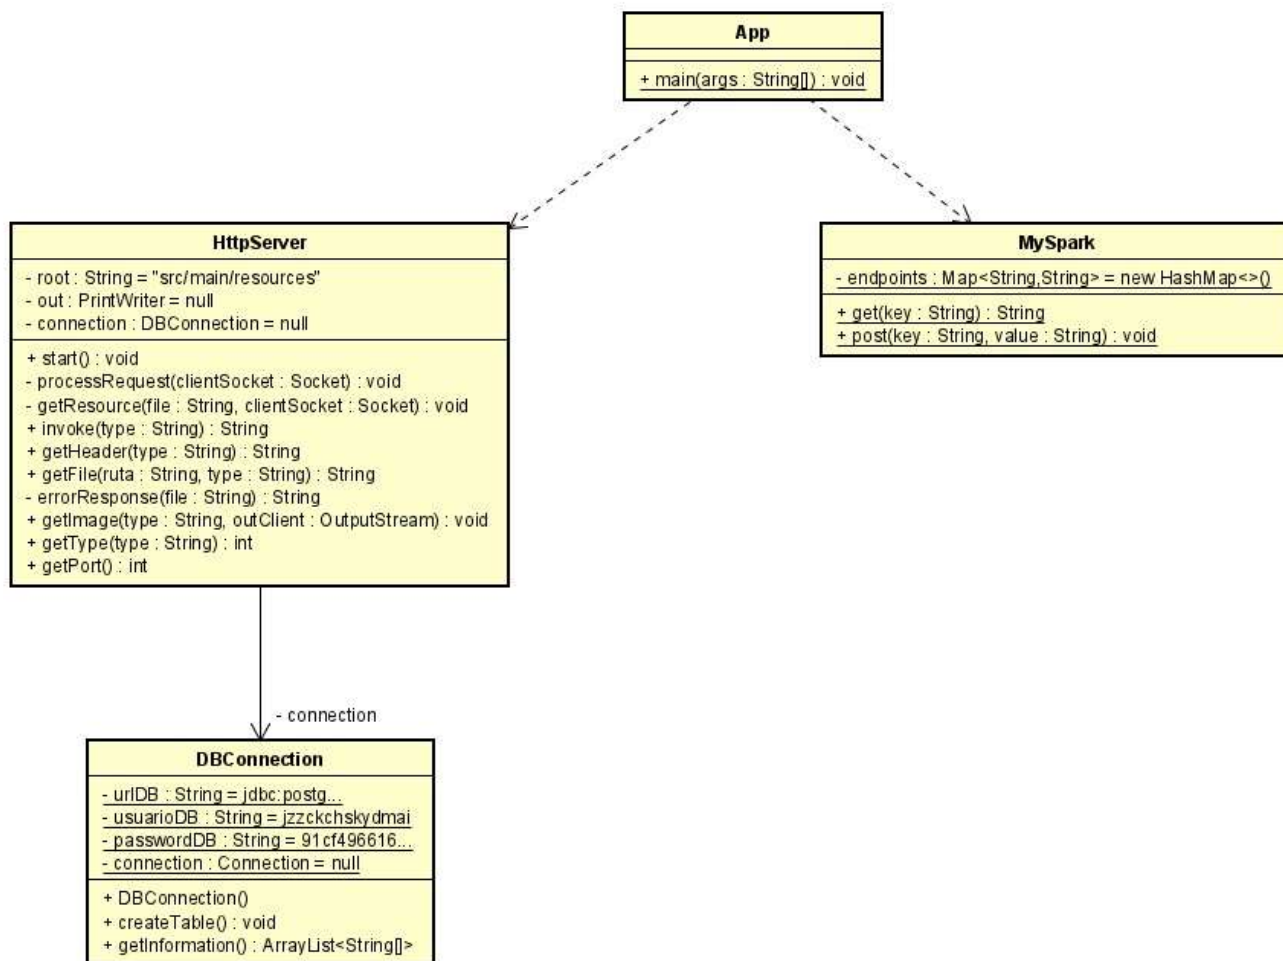 App
+ main(args : String[]) : void
HttpServer
- root : String = "src/main/resources"
- out : PrintWriter = null
- connection : DBConnection = null
+ start() : void
- processRequest(clientSocket : Socket) : void
- getResource(file : String, clientSocket : Socket) : void
+ invoke(type : String) : String
+ getHeader(type : String) : String
+ getFile(ruta : String, type : String) : String
- errorResponse(file : String) : String
+ getImage(type : String, outClient : OutputStream) : void
+ getType(type : String) : int
+ getPort() : int
MySpark
- endpoints : Map<String,String> = new HashMap<>()
+ get(key : String) : String
+ post(key : String, value : String) : void
- connection
DBConnection
- urlDB : String = jdbc:postg...
- usuarioDB : String = jzzckchskydmai
- passwordDB : String = 91cf496616...
- connection : Connection = null
+ DBConnection()
+ createTable() : void
+ getInformation() : ArrayList<String[]>